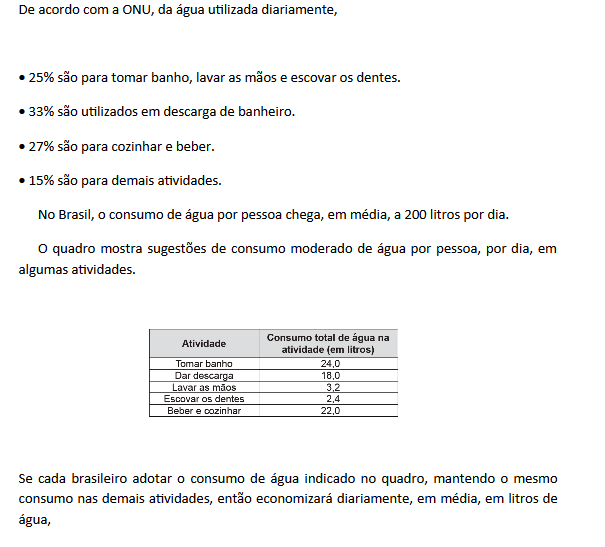 De acordo com a ONU, da água utilizada diariamente,
• 25% são para tomar banho, lavar as mãos e escovar os dentes.
• 33% são utilizados em descarga de banheiro.
• 27% são para cozinhar e beber.
• 15% são para demais atividades.
No Brasil, o consumo de água por pessoa chega, em média, a 200 litros por dia.
O quadro mostra sugestões de consumo moderado de água por pessoa, por dia, em
algumas atividades.
Atividade Consumo total de água na
atividade (em litros)
Tomar banho 24,0
Dar descarga 18,0
Lavar as mãos 3,2
Escovar os dentes 2,4
Beber e cozinhar 22,0
Se cada brasileiro adotar o consumo de água indicado no quadro, mantendo o mesmo
consumo nas demais atividades, então economizará diariamente, em média, em litros de
água,